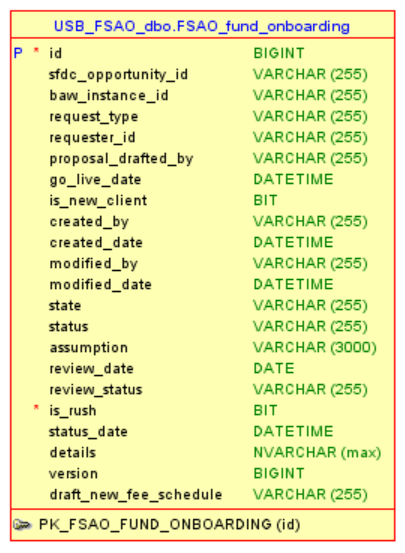 USB_FSAO_dbo.FSAO_fund_onboarding
P * id BIGINT
sfdc_opportunity_id VARCHAR (255)
baw_instance_id VARCHAR (255)
request_type VARCHAR (255)
requester_id VARCHAR (255)
proposal_drafted_by VARCHAR (255)
go_live_date DATETIME
is_new_client BIT
created_by VARCHAR (255)
created_date DATETIME
modified_by VARCHAR (255)
modified_date DATETIME
state VARCHAR (255)
status VARCHAR (255)
assumption VARCHAR (3000)
review_date DATE
review_status VARCHAR (255)
* is_rush BIT
status_date DATETIME
details NVARCHAR (max)
version BIGINT
draft_new_fee_schedule VARCHAR (255)
PK_FSAO_FUND_ONBOARDING (id)